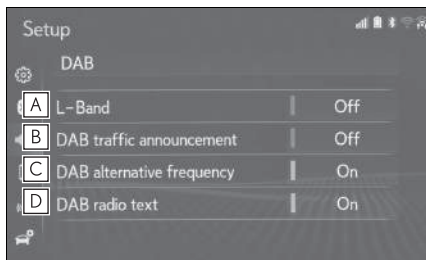 Setup
DAB
A L-Band Off
B DAB traffic announcement Off
C DAB alternative frequency On
D DAB radio text On